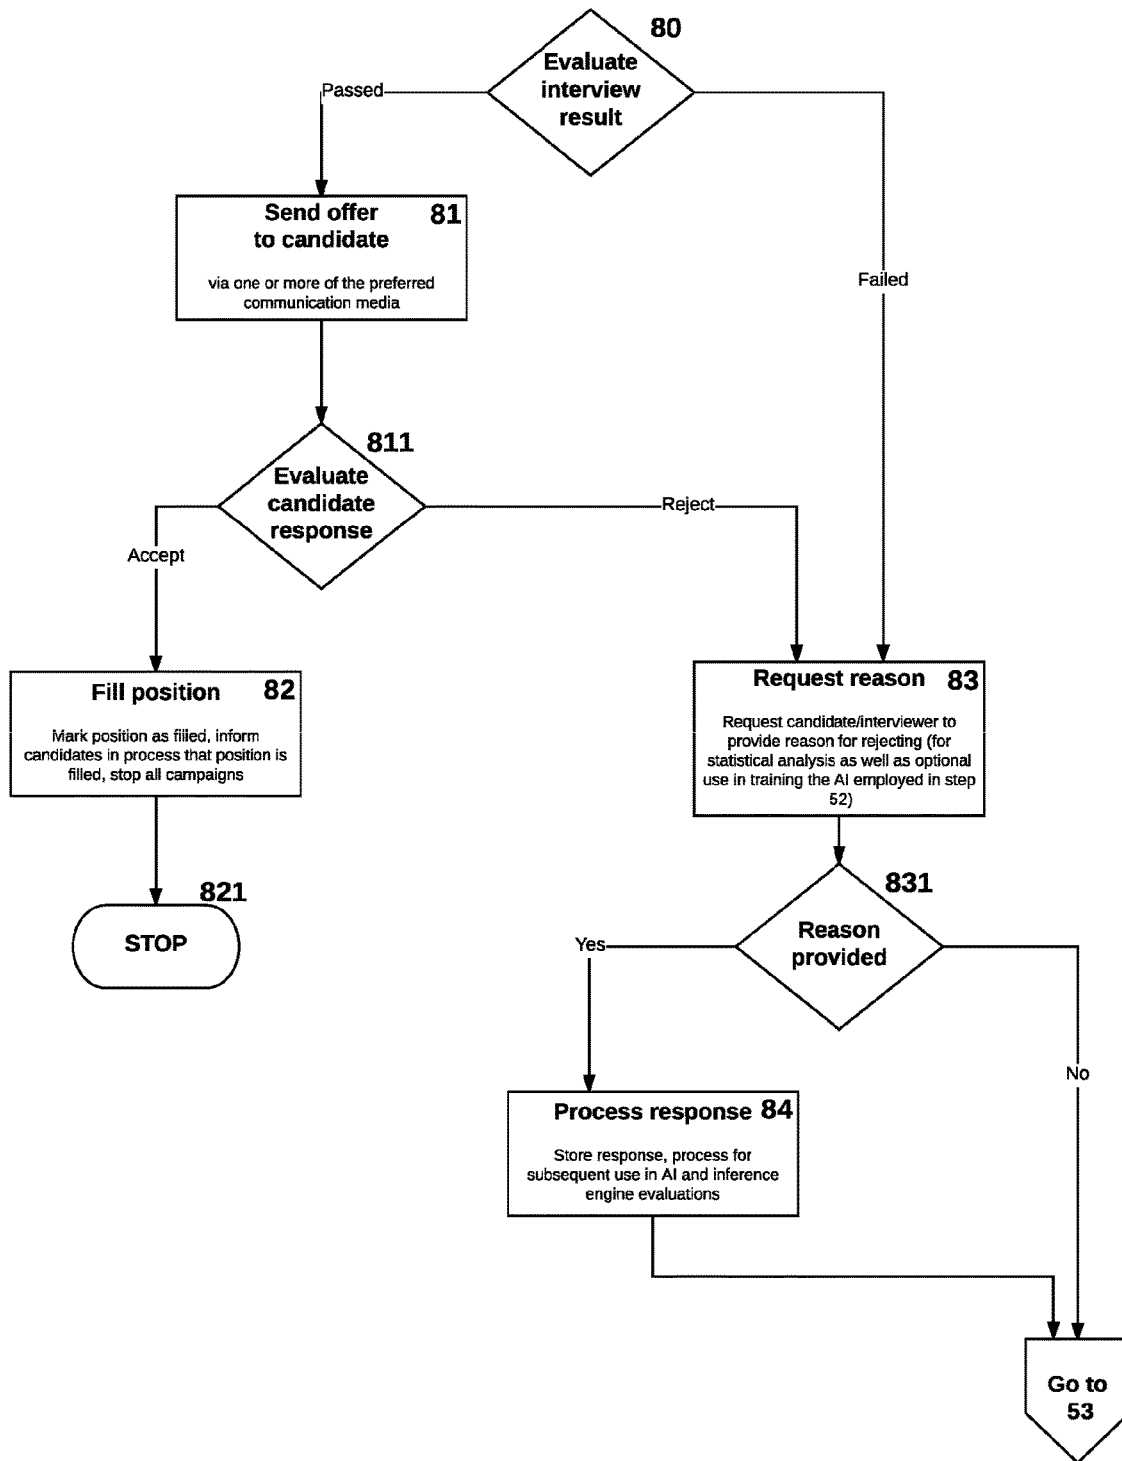 80
Evaluate
interview
result
Passed
Failed
Send offer
to candidate
81
via one or more of the preferred
communication media
811
Evaluate
candidate
response
Reject
Accept
Fill position
82
Mark position as filled, inform
candidates in process that position is
filled, stop all campaigns
Request reason
83
Request candidate/interviewer to
provide reason for rejecting (for
statistical analysis as well as optional
use in training the AI employed in step
52)
821
STOP
831
Reason
provided
Yes
No
Process response
84
Store response, process for
subsequent use in AI and inference
engine evaluations
Go to
53